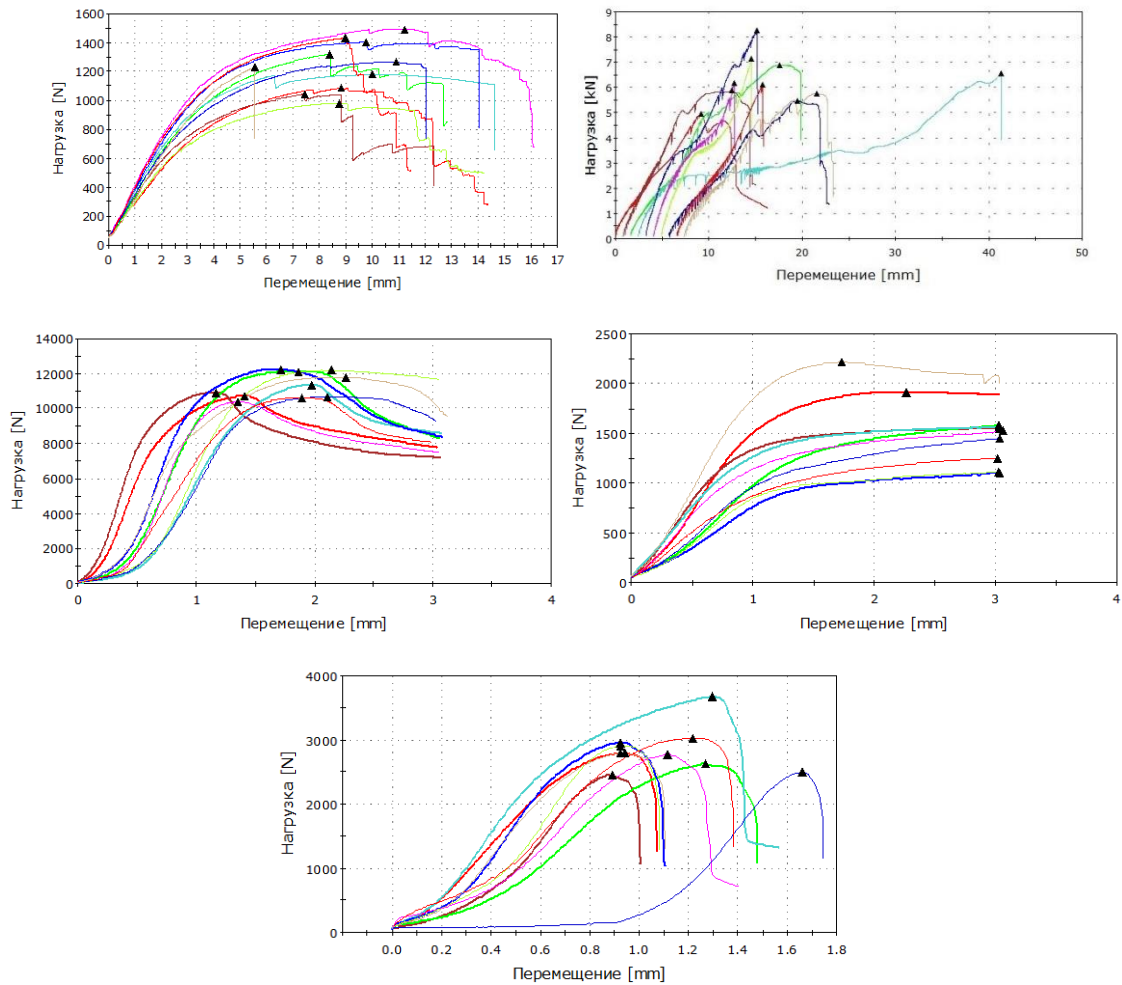 Нагрузка [N]
1600
1400
1200
1000
800
600
400
200
0
0 1 2 3 4 5 6 7 8 9 10 11 12 13 14 15 16 17
Перемещение [mm]
Нагрузка [kN]
9
8
7
6
5
4
3
2
1
0
0 10 20 30 40 50
Перемещение [mm]
Нагрузка [N]
14000
12000
10000
8000
6000
4000
2000
0
0 1 2 3 4
Перемещение [mm]
Нагрузка [N]
2500
2000
1500
1000
500
0
0 1 2 3 4
Перемещение [mm]
Нагрузка [N]
4000
3000
2000
1000
0
0.0 0.2 0.4 0.6 0.8 1.0 1.2 1.4 1.6 1.8
Перемещение [mm]